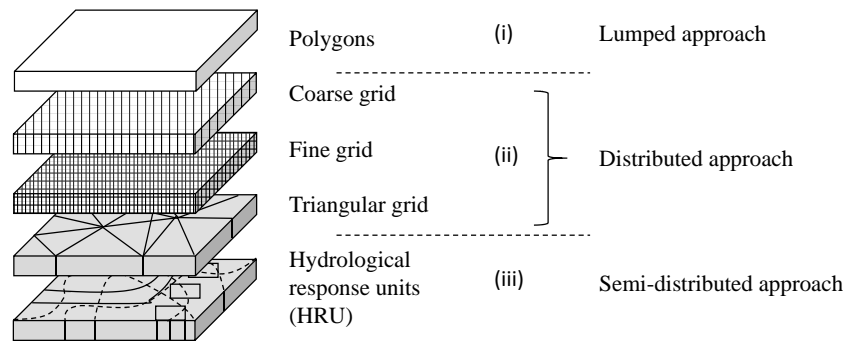 Polygons (i) Lumped approach
Coarse grid
Fine grid (ii) Distributed approach
Triangular grid
Hydrological
response units (iii) Semi-distributed approach
(HRU)